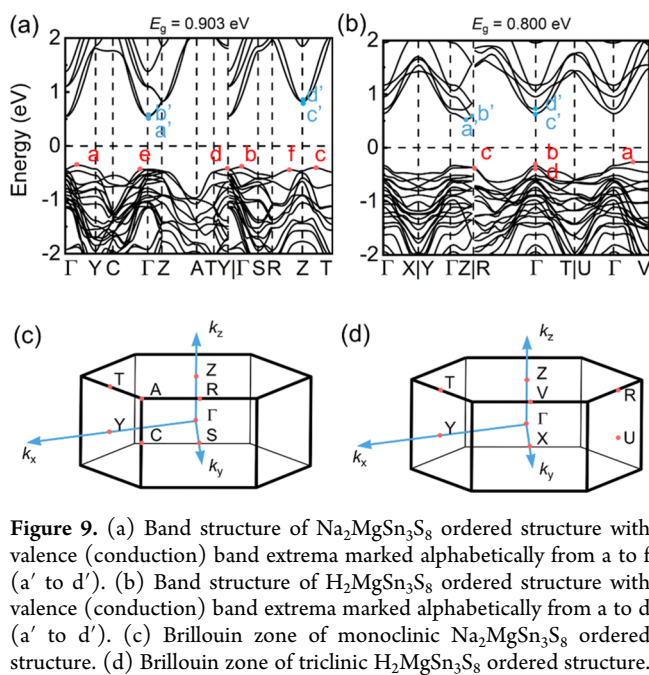 (a) E_g = 0.903 eV (b) E_g = 0.800 eV
2 2
b' d'
a' c'
d'
b'
a' c'
1 1
Energy (eV)
0 0
a e d b f c
c b a
d
-1 -1
-2 -2
Γ Y C Γ Z A T Y|Γ S R Z T
Γ X|Y Γ Z|R Γ T|U Γ V
(c) (d)
k_z k_z
T A Z R T Z V R
Y Γ Y Γ U
C S X
k_x k_y k_x k_y
Figure 9. (a) Band structure of Na₂MgSn₃S₈ ordered structure with
valence (conduction) band extrema marked alphabetically from a to f
(a′ to d′). (b) Band structure of H₂MgSn₃S₈ ordered structure with
valence (conduction) band extrema marked alphabetically from a to d
(a′ to d′). (c) Brillouin zone of monoclinic Na₂MgSn₃S₈ ordered
structure. (d) Brillouin zone of triclinic H₂MgSn₃S₈ ordered structure.